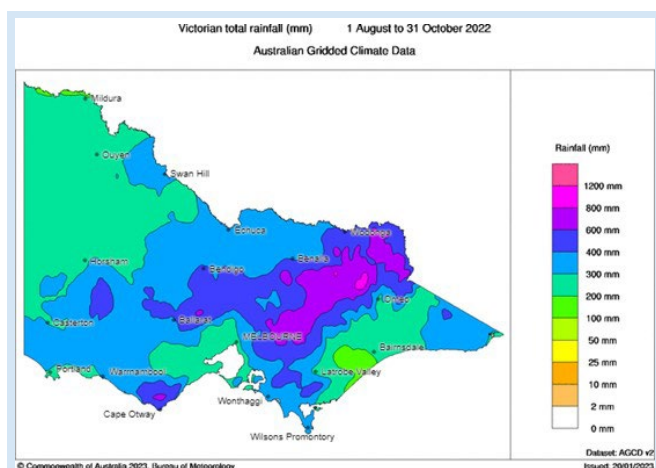 Victorian total rainfall (mm) 1 August to 31 October 2022
Australian Gridded Climate Data
Mildura
Ouyen
Swan Hill
Echuca
Wodonga
Horsham
Bendigo
Benalla
Omeo
Casterton
Ballarat
MELBOURNE
Bairnsdale
Portland
Warrnambool
Latrobe Valley
Cape Otway
Wonthaggi
Wilsons Promontory
Rainfall (mm)
1200 mm
800 mm
600 mm
400 mm
300 mm
200 mm
100 mm
50 mm
25 mm
10 mm
2 mm
0 mm
Dataset: AGCD v2
© Commonwealth of Australia 2023, Bureau of Meteorology
Issued: 20/01/2023